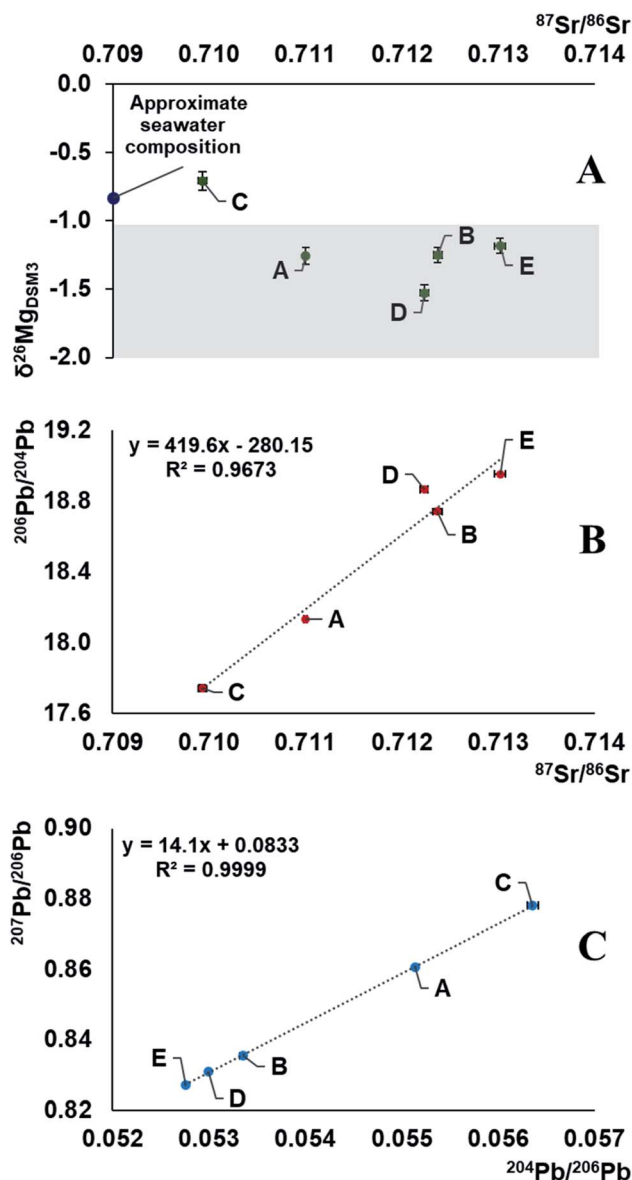 ⁸⁷Sr/⁸⁶Sr
0.709 0.710 0.711 0.712 0.713 0.714
0.0
-0.5
-1.0
-1.5
-2.0
δ²⁶Mg_DSM3
Approximate
seawater
composition
A
C
B
A
E
D
19.2
18.8
18.4
18.0
17.6
²⁰⁶Pb/²⁰⁴Pb
y = 419.6x - 280.15
R² = 0.9673
E
D
B
B
A
C
0.709 0.710 0.711 0.712 0.713 0.714
⁸⁷Sr/⁸⁶Sr
0.90
0.88
0.86
0.84
0.82
²⁰⁷Pb/²⁰⁶Pb
y = 14.1x + 0.0833
R² = 0.9999
C
C
A
E
B
D
0.052 0.053 0.054 0.055 0.056 0.057
²⁰⁴Pb/²⁰⁶Pb